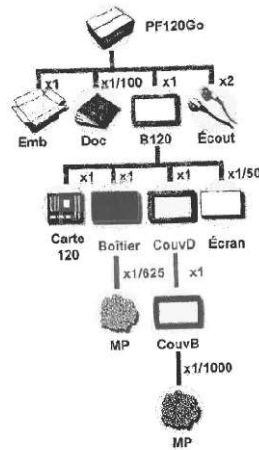 PF120Go
x1 x1/100 x1 x2
Emb Doc B120 Écout
x1 x1 x1 x1/50
Carte 120 Boîtier CouvD Écran
x1/625 x1
MP CouvB
x1/1000
MP